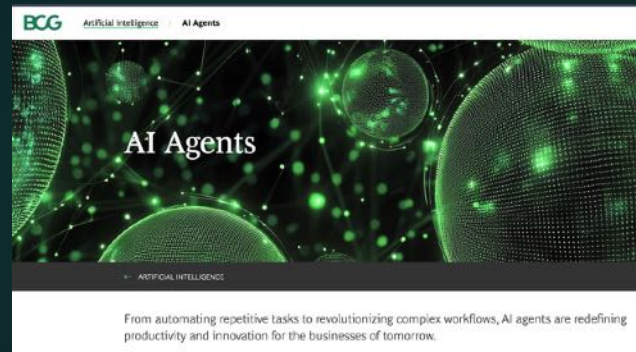 BCG Artificial Intelligence AI Agents
AI Agents
← ARTIFICIAL INTELLIGENCE
From automating repetitive tasks to revolutionizing complex workflows, AI agents are redefining
productivity and innovation for the businesses of tomorrow.